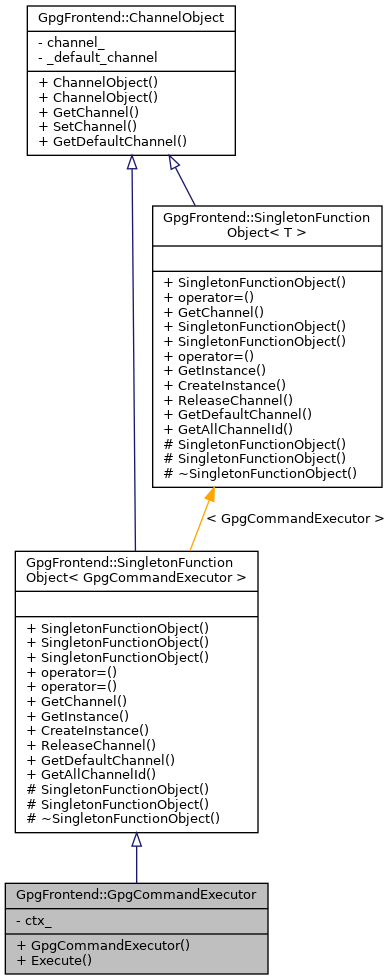 GpgFrontend::ChannelObject
- channel_
- _default_channel
+ ChannelObject()
+ ChannelObject()
+ GetChannel()
+ SetChannel()
+ GetDefaultChannel()
GpgFrontend::SingletonFunction
Object< T >
+ SingletonFunctionObject()
+ operator=()
+ GetChannel()
+ SingletonFunctionObject()
+ SingletonFunctionObject()
+ operator=()
+ GetInstance()
+ CreateInstance()
+ ReleaseChannel()
+ GetDefaultChannel()
+ GetAllChannelId()
# SingletonFunctionObject()
# SingletonFunctionObject()
# ~SingletonFunctionObject()
< GpgCommandExecutor >
GpgFrontend::SingletonFunction
Object< GpgCommandExecutor >
+ SingletonFunctionObject()
+ SingletonFunctionObject()
+ SingletonFunctionObject()
+ operator=()
+ operator=()
+ GetChannel()
+ GetInstance()
+ CreateInstance()
+ ReleaseChannel()
+ GetDefaultChannel()
+ GetAllChannelId()
# SingletonFunctionObject()
# SingletonFunctionObject()
# ~SingletonFunctionObject()
GpgFrontend::GpgCommandExecutor
- ctx_
+ GpgCommandExecutor()
+ Execute()